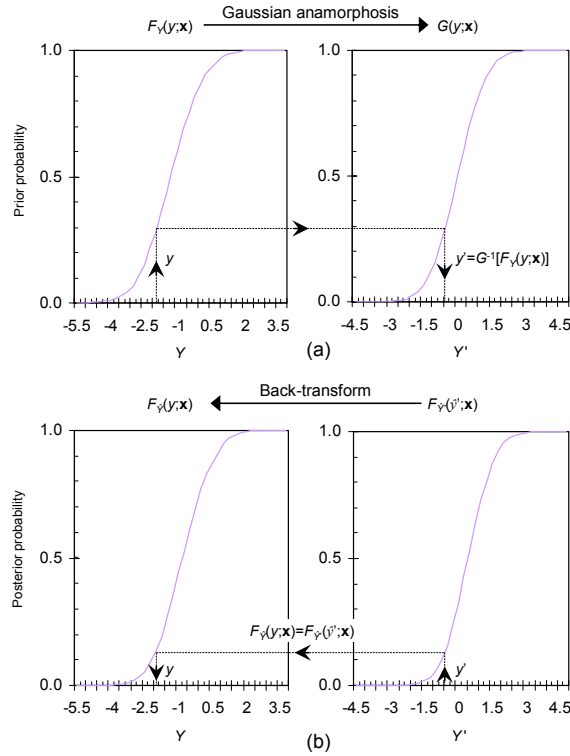 Gaussian anamorphosis
F_Y(y;x) G(y;x)
Prior probability
1.0 1.0
0.5 0.5
0.0 0.0
y y'=G⁻¹[F_Y(y;x)]
-5.5 -4 -2.5 -1 0.5 2 3.5 -4.5 -3 -1.5 0 1.5 3 4.5
Y Y'
(a)
Back-transform
F_Ŷ(y;x) F_Ŷ'(ŷ';x)
Posterior probability
1.0 1.0
0.5 0.5
F_Ŷ(y;x)=F_Ŷ'(ŷ';x)
y y'
0.0 0.0
-5.5 -4 -2.5 -1 0.5 2 3.5 -4.5 -3 -1.5 0 1.5 3 4.5
Y Y'
(b)